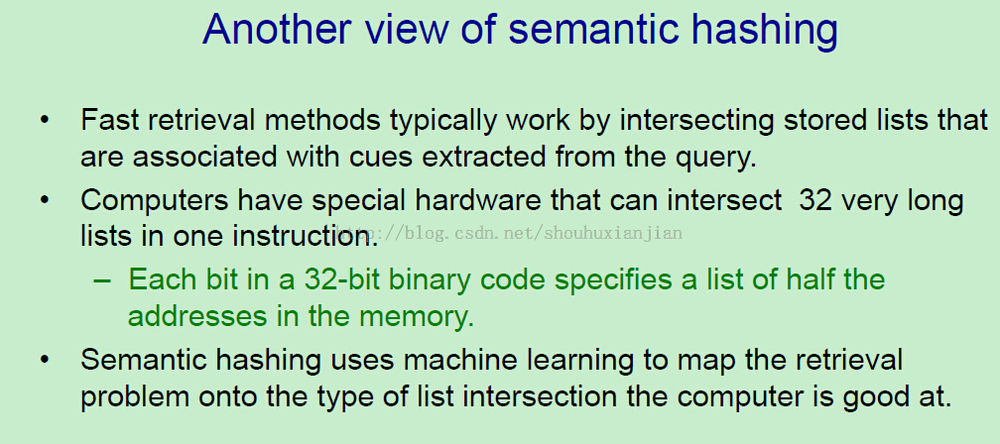 Another view of semantic hashing
• Fast retrieval methods typically work by intersecting stored lists that
are associated with cues extracted from the query.
• Computers have special hardware that can intersect 32 very long
lists in one instruction.
http://blog.csdn.net/shouhuxianjian
– Each bit in a 32-bit binary code specifies a list of half the
addresses in the memory.
• Semantic hashing uses machine learning to map the retrieval
problem onto the type of list intersection the computer is good at.